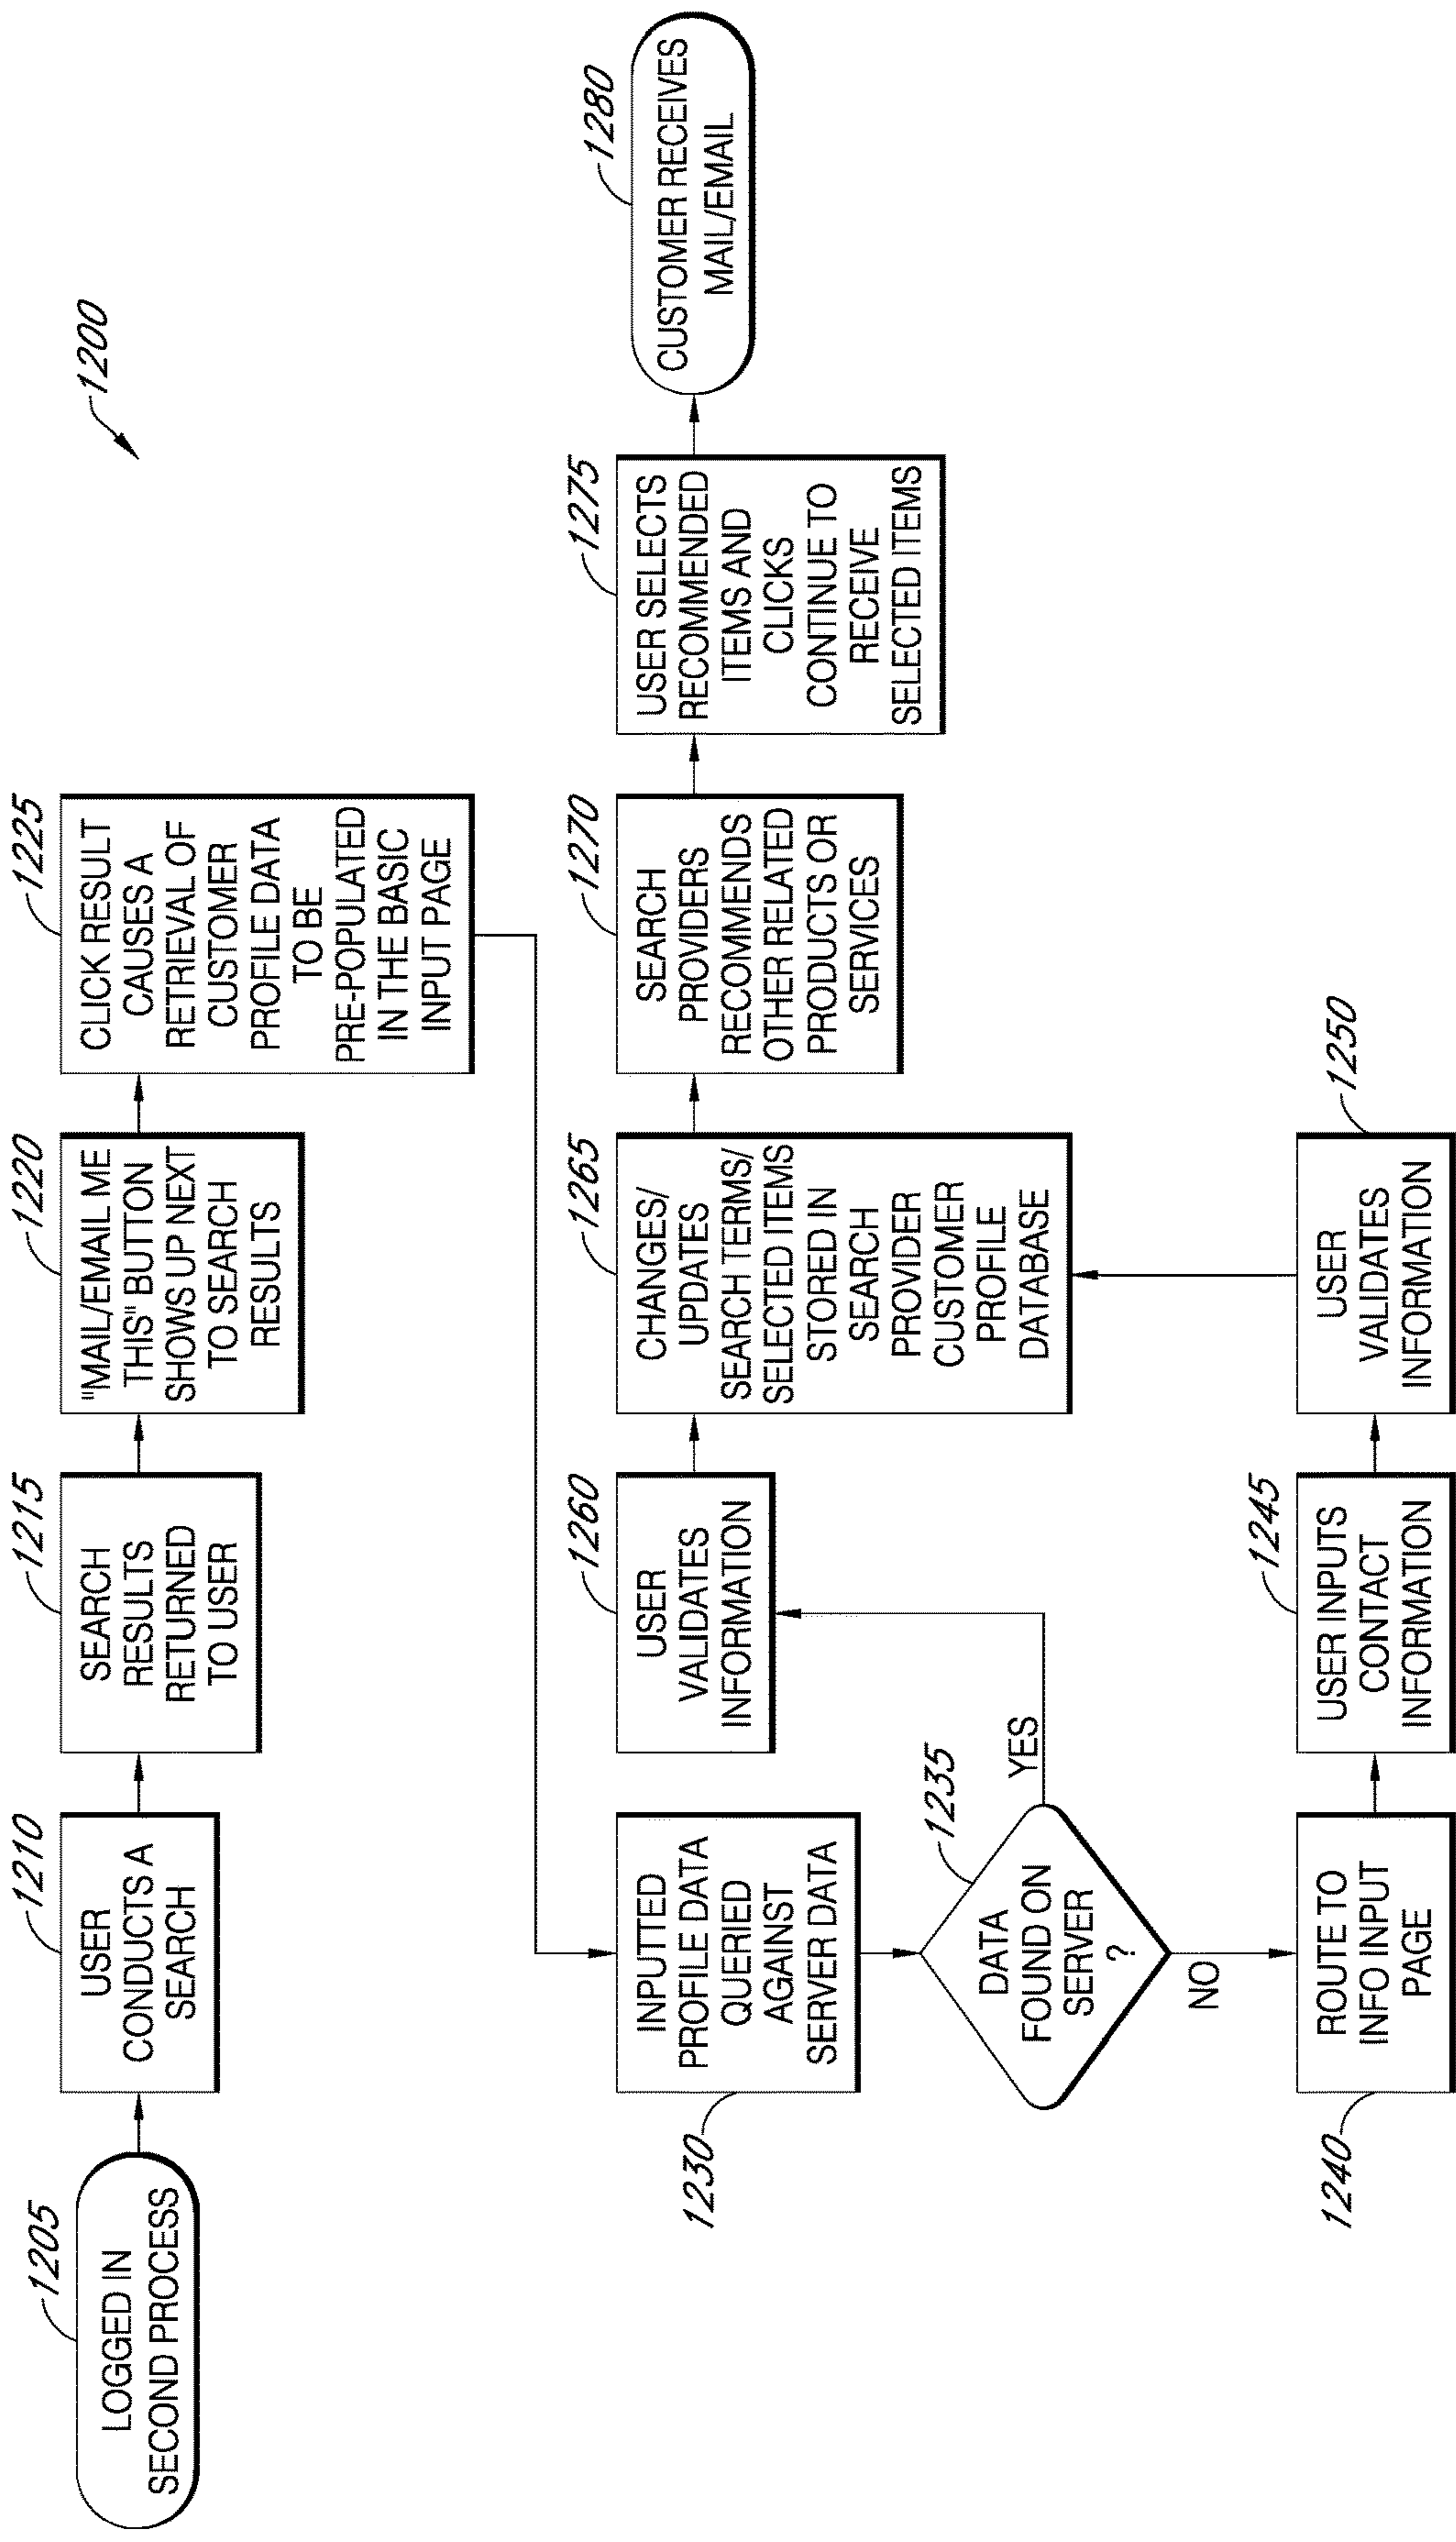 1200
1205
LOGGED IN
SECOND PROCESS
1210
USER
CONDUCTS A
SEARCH
1215
SEARCH
RESULTS
RETURNED
TO USER
1220
"MAIL/EMAIL ME
THIS" BUTTON
SHOWS UP NEXT
TO SEARCH
RESULTS
1225
CLICK RESULT
CAUSES A
RETRIEVAL OF
CUSTOMER
PROFILE DATA
TO BE
PRE-POPULATED
IN THE BASIC
INPUT PAGE
1230
INPUTTED
PROFILE DATA
QUERIED
AGAINST
SERVER DATA
1235
DATA
FOUND ON
SERVER
?
YES
NO
1240
ROUTE TO
INFO INPUT
PAGE
1245
USER INPUTS
CONTACT
INFORMATION
1250
USER
VALIDATES
INFORMATION
1260
USER
VALIDATES
INFORMATION
1265
CHANGES/
UPDATES
SEARCH TERMS/
SELECTED ITEMS
STORED IN
SEARCH
PROVIDER
CUSTOMER
PROFILE
DATABASE
1270
SEARCH
PROVIDERS
RECOMMENDS
OTHER RELATED
PRODUCTS OR
SERVICES
1275
USER SELECTS
RECOMMENDED
ITEMS AND
CLICKS
CONTINUE TO
RECEIVE
SELECTED ITEMS
1280
CUSTOMER RECEIVES
MAIL/EMAIL